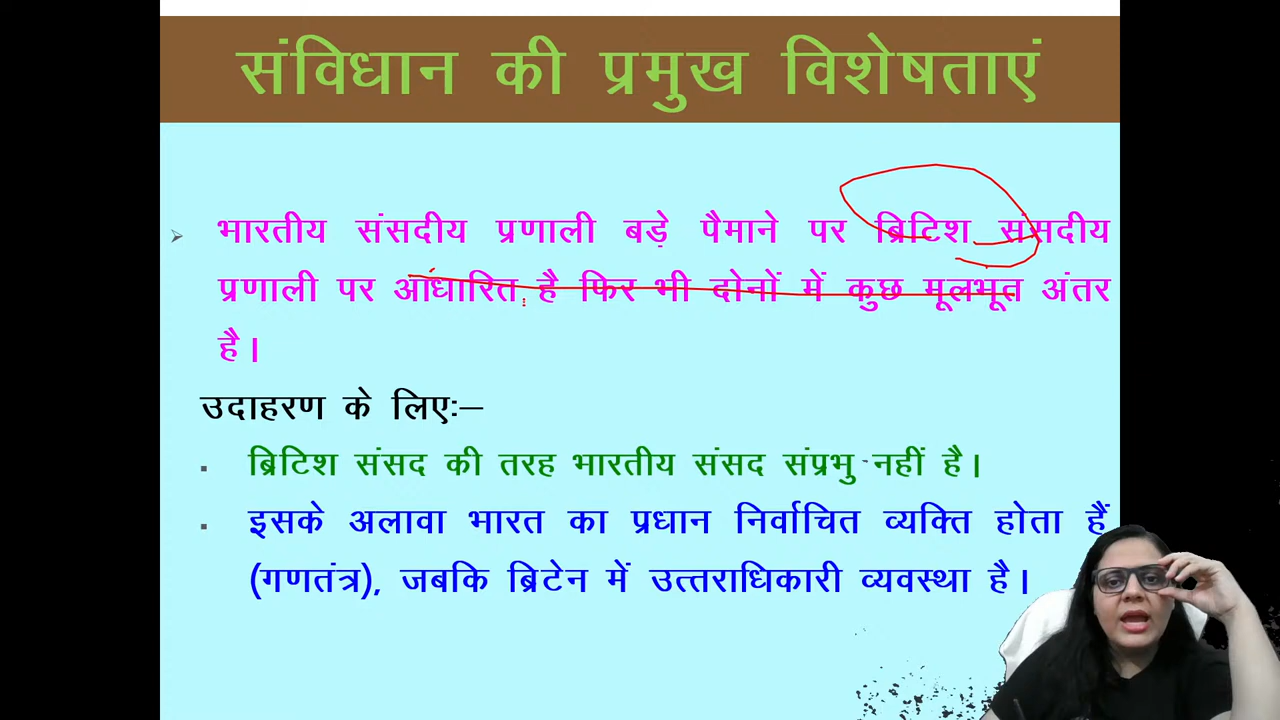 संविधान की प्रमुख विशेषताएं
भारतीय संसदीय प्रणाली बड़े पैमाने पर ब्रिटिश संसदीय
प्रणाली पर आधारित है फिर भी दोनों में कुछ मूलभूत अंतर
है।
उदाहरण के लिएः–
ब्रिटिश संसद की तरह भारतीय संसद संप्रभु नहीं है।
इसके अलावा भारत का प्रधान निर्वाचित व्यक्ति होता हैं
(गणतंत्र), जबकि ब्रिटेन में उत्तराधिकारी व्यवस्था है।